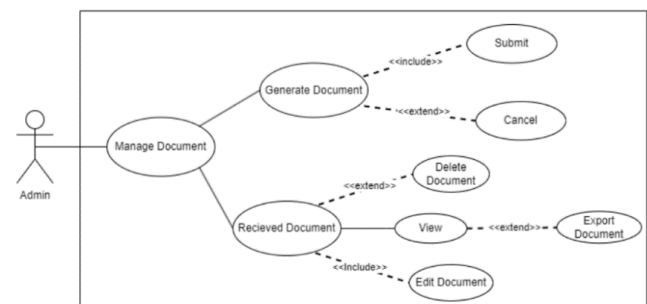 Submit
<<include>>
Generate Document
<<extend>>
Cancel
Manage Document
Admin
Delete
Document
<<extend>>
Recieved Document
View
<<extend>>
Export
Document
<<Include>>
Edit Document